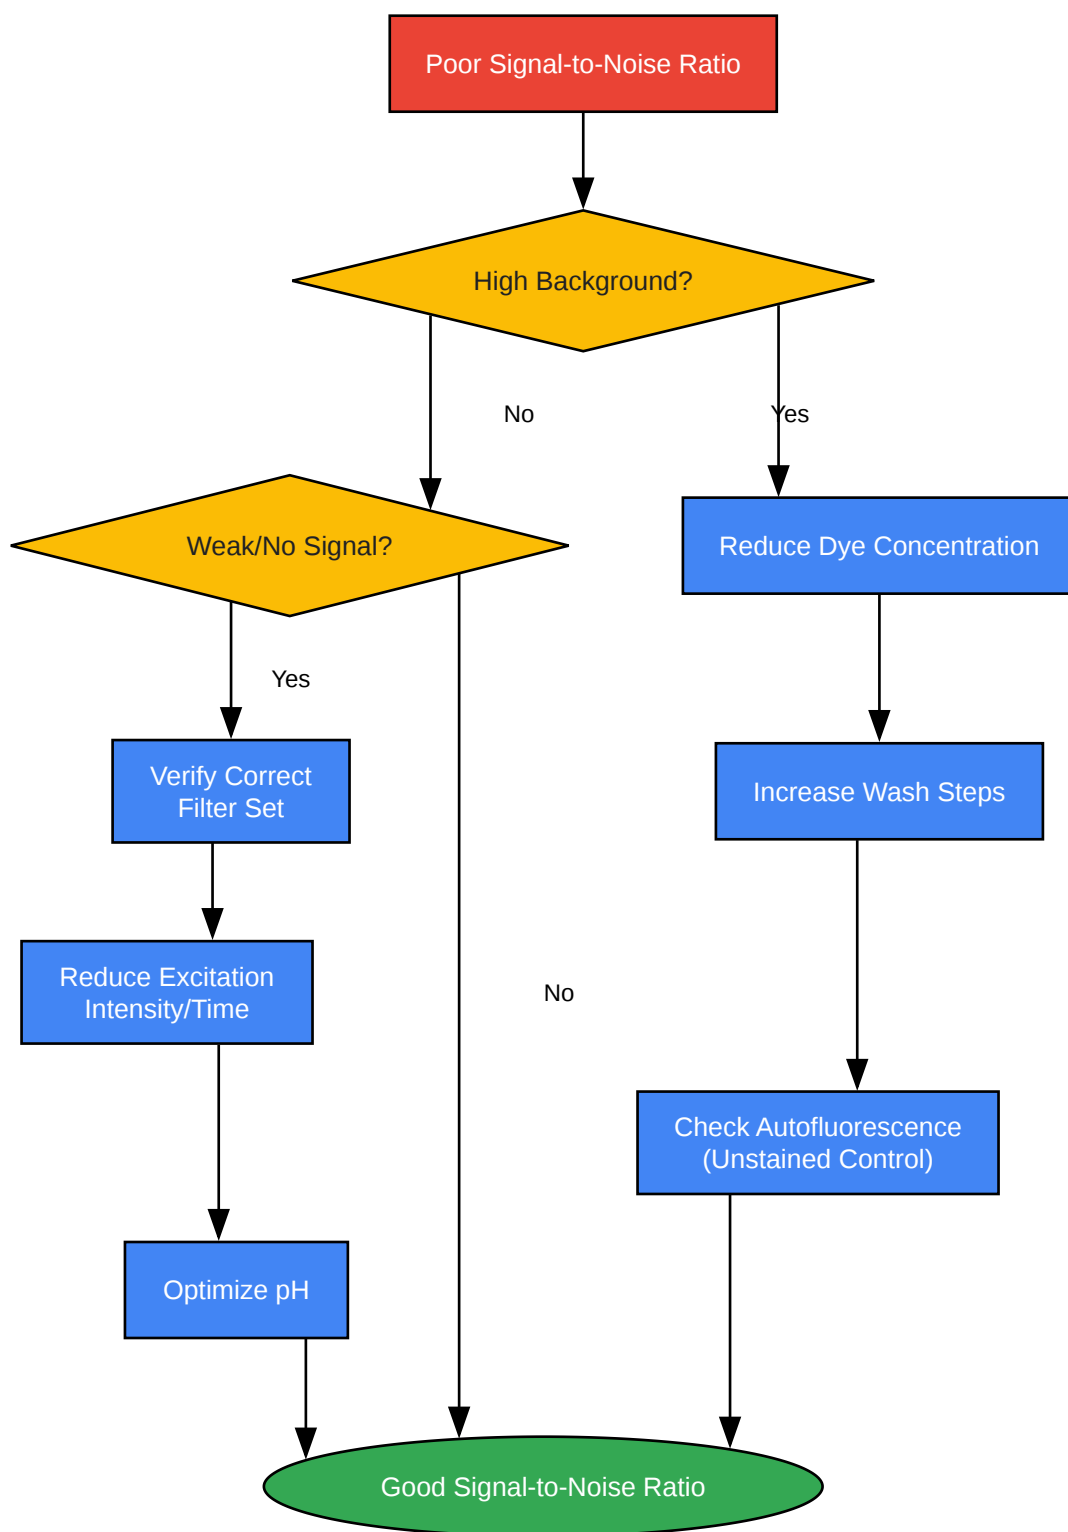 Poor Signal-to-Noise Ratio
High Background?
No
Yes
Weak/No Signal?
Reduce Dye Concentration
Yes
Verify Correct
Filter Set
Increase Wash Steps
Reduce Excitation
Intensity/Time
No
Check Autofluorescence
(Unstained Control)
Optimize pH
Good Signal-to-Noise Ratio